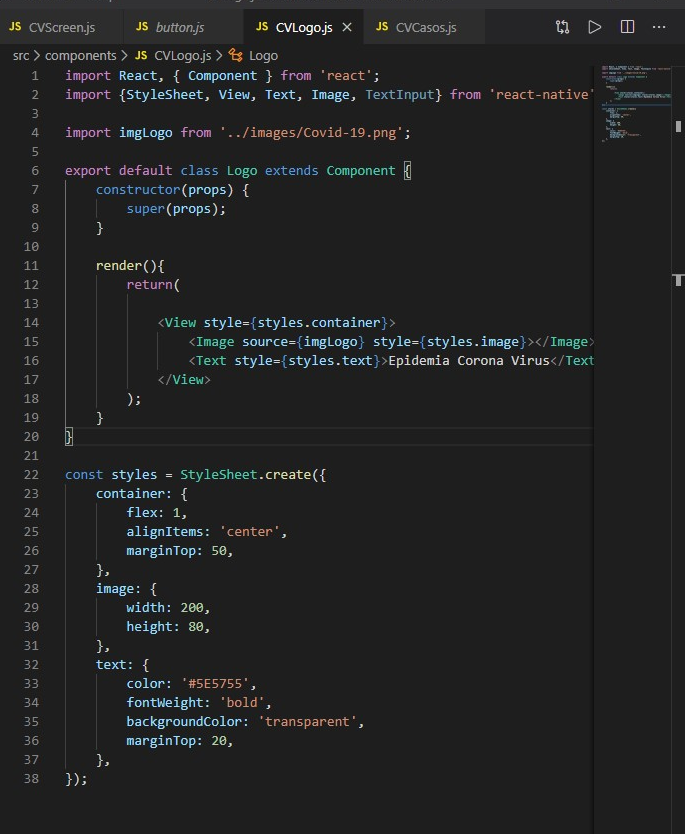 JS CVScreen.js JS button.js JS CVLogo.js JS CVCasos.js
src > components > JS CVLogo.js > Logo
1 import React, { Component } from 'react';
2 import {StyleSheet, View, Text, Image, TextInput} from 'react-native'
3
4 import imgLogo from '../images/Covid-19.png';
5
6 export default class Logo extends Component {
7 constructor(props) {
8 super(props);
9 }
10
11 render(){
12 return(
13
14 <View style={styles.container}>
15 <Image source={imgLogo} style={styles.image}></Image>
16 <Text style={styles.text}>Epidemia Corona Virus</Text
17 </View>
18 );
19 }
20 }
21
22 const styles = StyleSheet.create({
23 container: {
24 flex: 1,
25 alignItems: 'center',
26 marginTop: 50,
27 },
28 image: {
29 width: 200,
30 height: 80,
31 },
32 text: {
33 color: '#5E5755',
34 fontWeight: 'bold',
35 backgroundColor: 'transparent',
36 marginTop: 20,
37 },
38 });